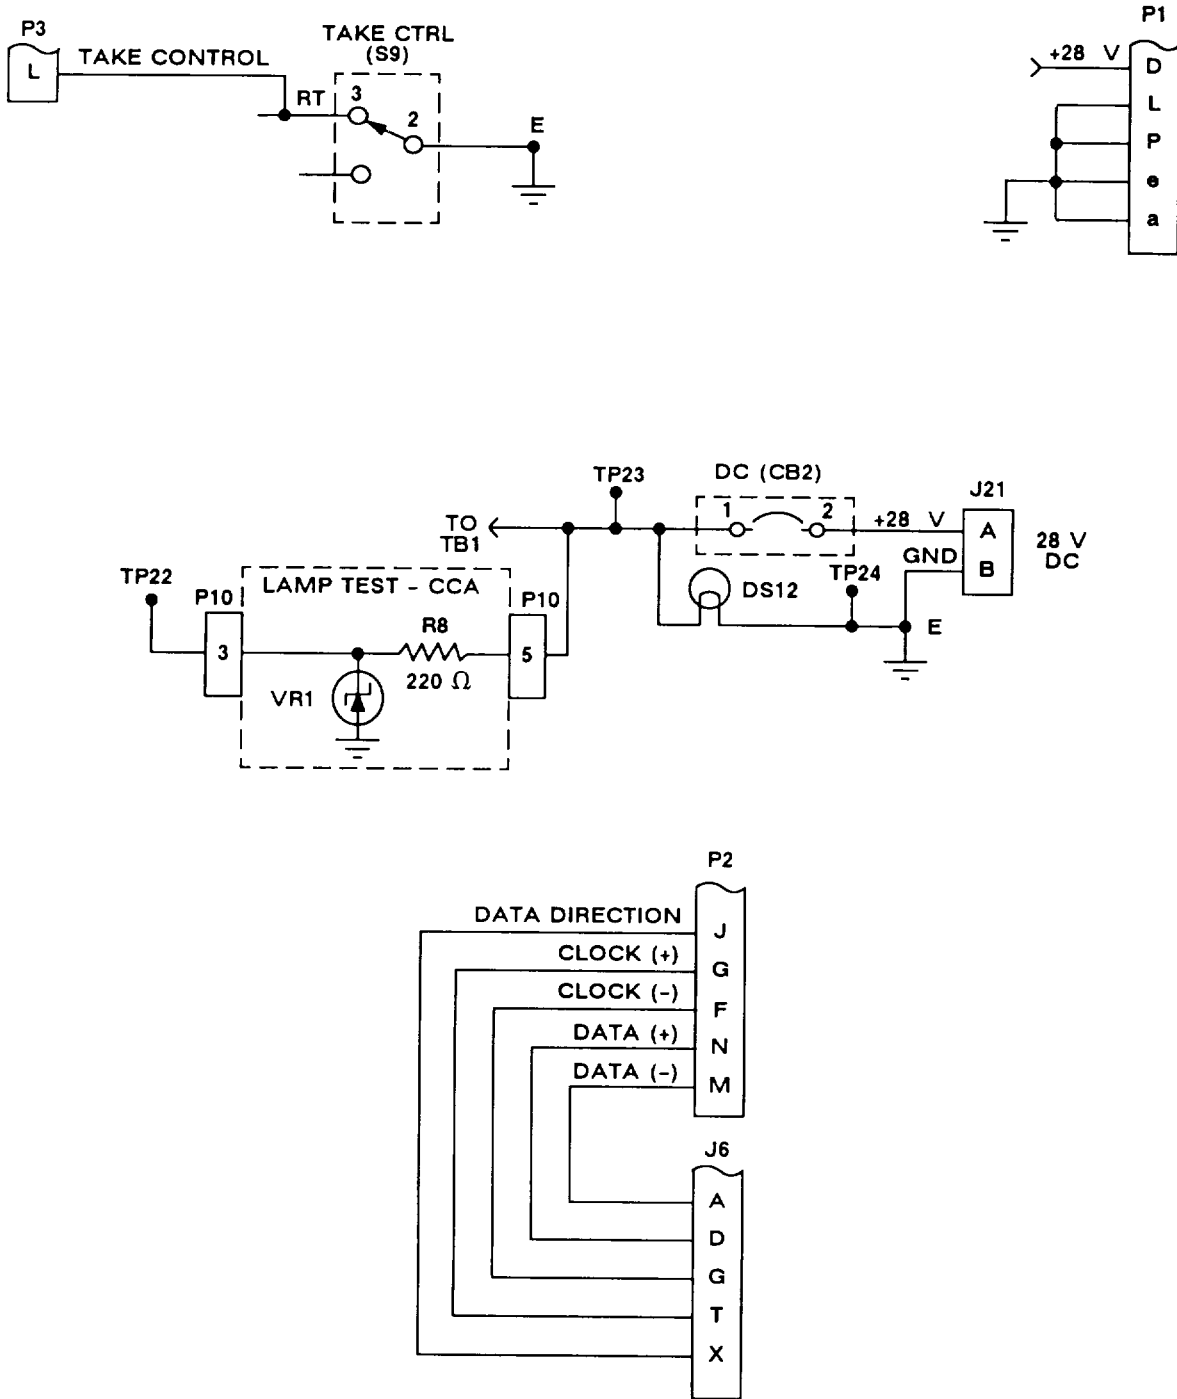 P3
L
TAKE CONTROL
TAKE CTRL
(S9)
RT
3
2
E
P1
+28 V
D
L
P
e
a
TP23
DC (CB2)
1
2
J21
TO
TB1
+28 V
A
GND
B
28 V
DC
TP22
P10
LAMP TEST - CCA
P10
DS12
TP24
E
3
R8
220 Ω
5
VR1
P2
DATA DIRECTION
J
CLOCK (+)
G
CLOCK (-)
F
DATA (+)
N
DATA (-)
M
J6
A
D
G
T
X